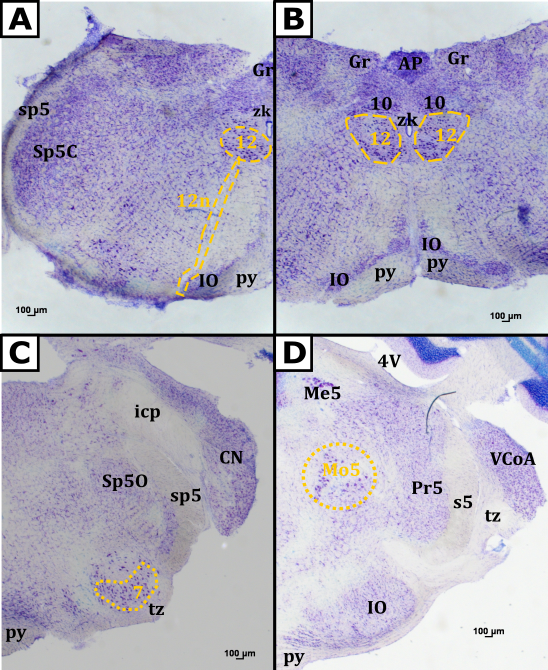 A
Gr
sp5
zk
12
Sp5C
12n
IO
py
100 µm
B
Gr AP Gr
10 10
zk
12 12
IO
IO py py
100 µm
C
icp
CN
Sp5O
sp5
7
tz
py
100 µm
D
4V
Me5
Mo5
VCoA
Pr5
s5
tz
IO
py
100 µm